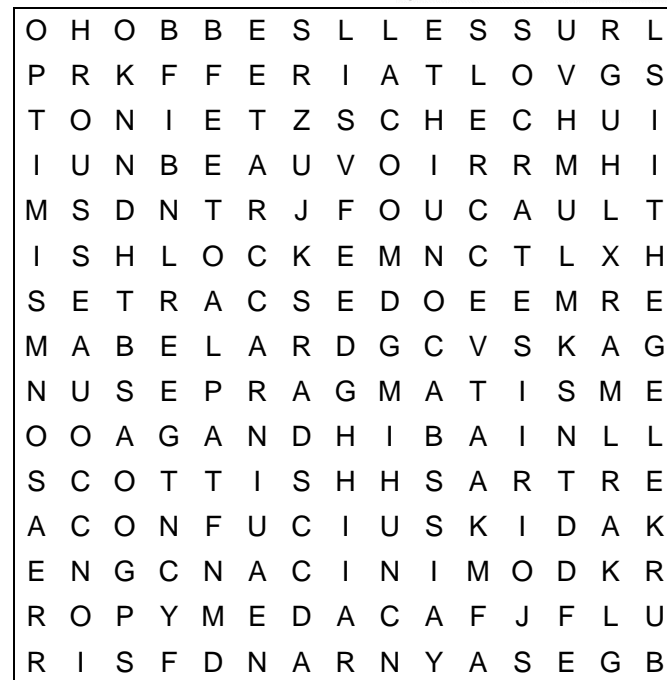 O H O B B E S L L E S S U R L
P R K F F E R I A T L O V G S
T O N I E T Z S C H E C H U I
I U N B E A U V O I R R M H I
M S D N T R J F O U C A U L T
I S H L O C K E M N C T L X H
S E T R A C S E D O E E M R E
M A B E L A R D G C V S K A G
N U S E P R A G M A T I S M E
O O A G A N D H I B A I N L L
S C O T T I S H H S A R T R E
A C O N F U C I U S K I D A K
E N G C N A C I N I M O D K R
R O P Y M E D A C A F J F L U
R I S F D N A R N Y A S E G B